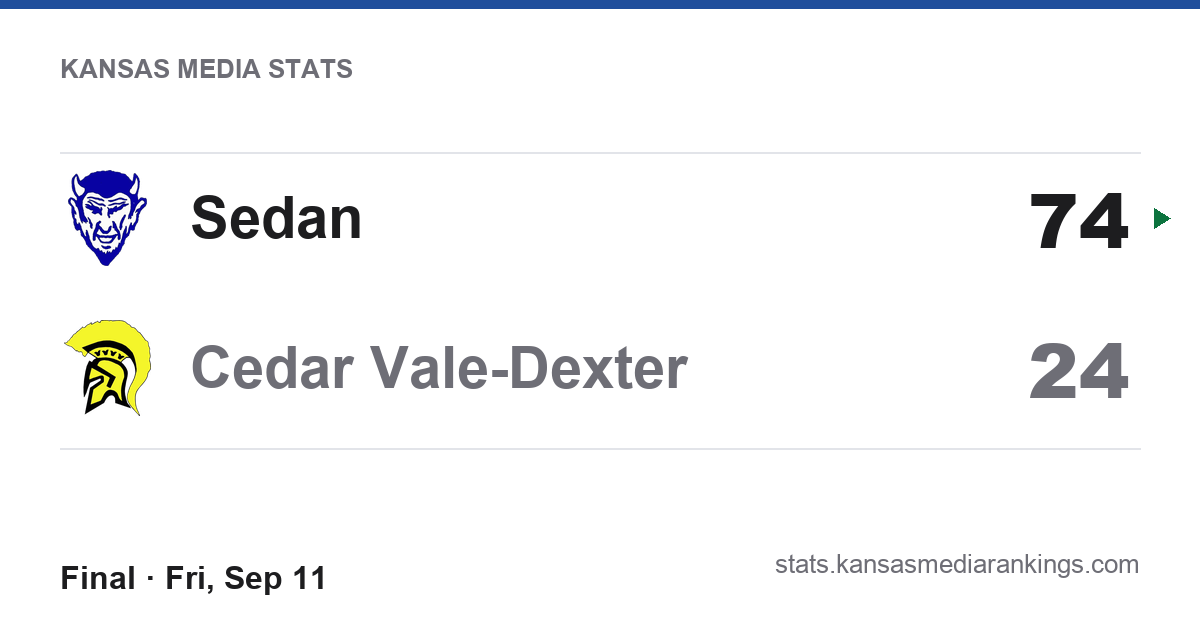 KANSAS MEDIA STATS
Sedan 74
Cedar Vale-Dexter 24
Final · Fri, Sep 11
stats.kansasmediarankings.com